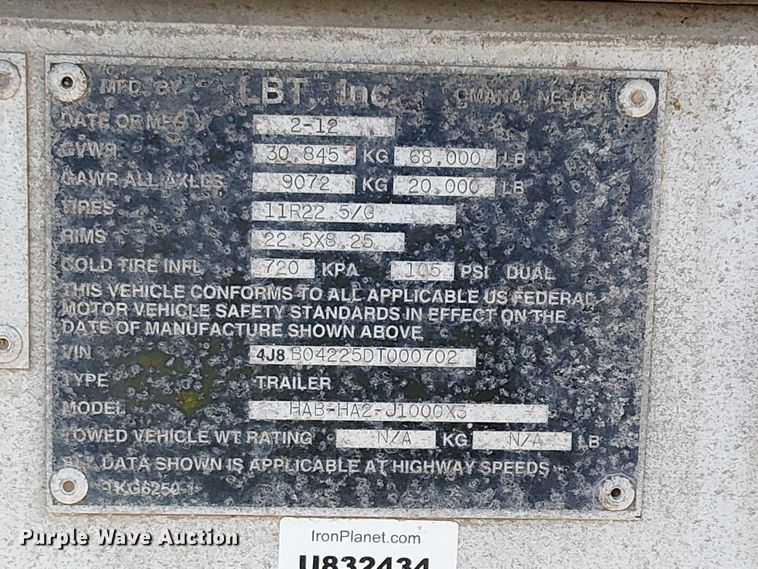 MFD. BY LBT, Inc. OMAHA, NE, USA
DATE OF MFG 2-12
GVWR 30,845 KG 68,000 LB
GAWR ALL AXLES 9072 KG 20,000 LB
TIRES 11R22.5/G
RIMS 22.5X8.25
COLD TIRE INFL 720 KPA 105 PSI DUAL
THIS VEHICLE CONFORMS TO ALL APPLICABLE US FEDERAL
MOTOR VEHICLE SAFETY STANDARDS IN EFFECT ON THE
DATE OF MANUFACTURE SHOWN ABOVE
VIN 4J8 B04225DT000702
TYPE TRAILER
MODEL HAB-HA2-J1000X3
TOWED VEHICLE WT RATING N/A KG N/A LB
DATA SHOWN IS APPLICABLE AT HIGHWAY SPEEDS
Purple Wave Auction
IronPlanet.com
U832434